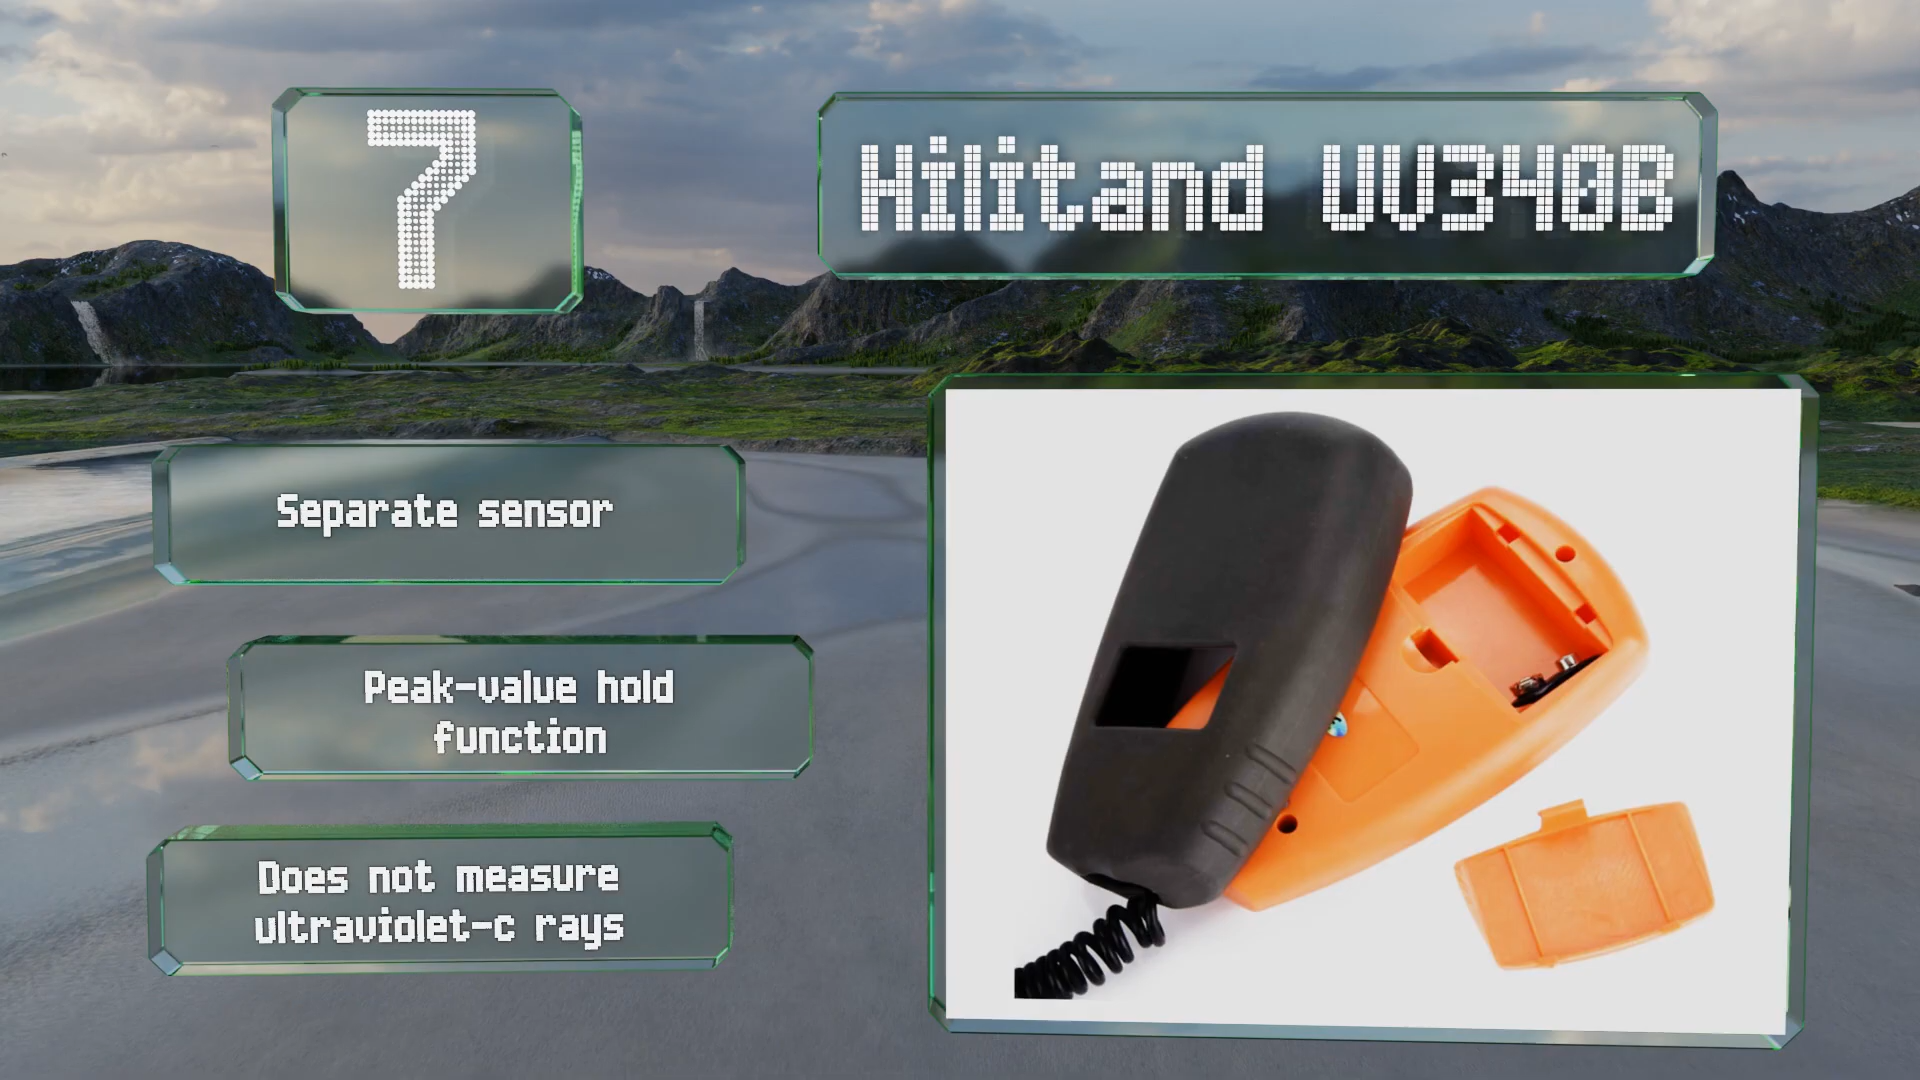 7
Hilitand UV340B
Separate sensor
Peak-value hold
function
Does not measure
ultraviolet-c rays